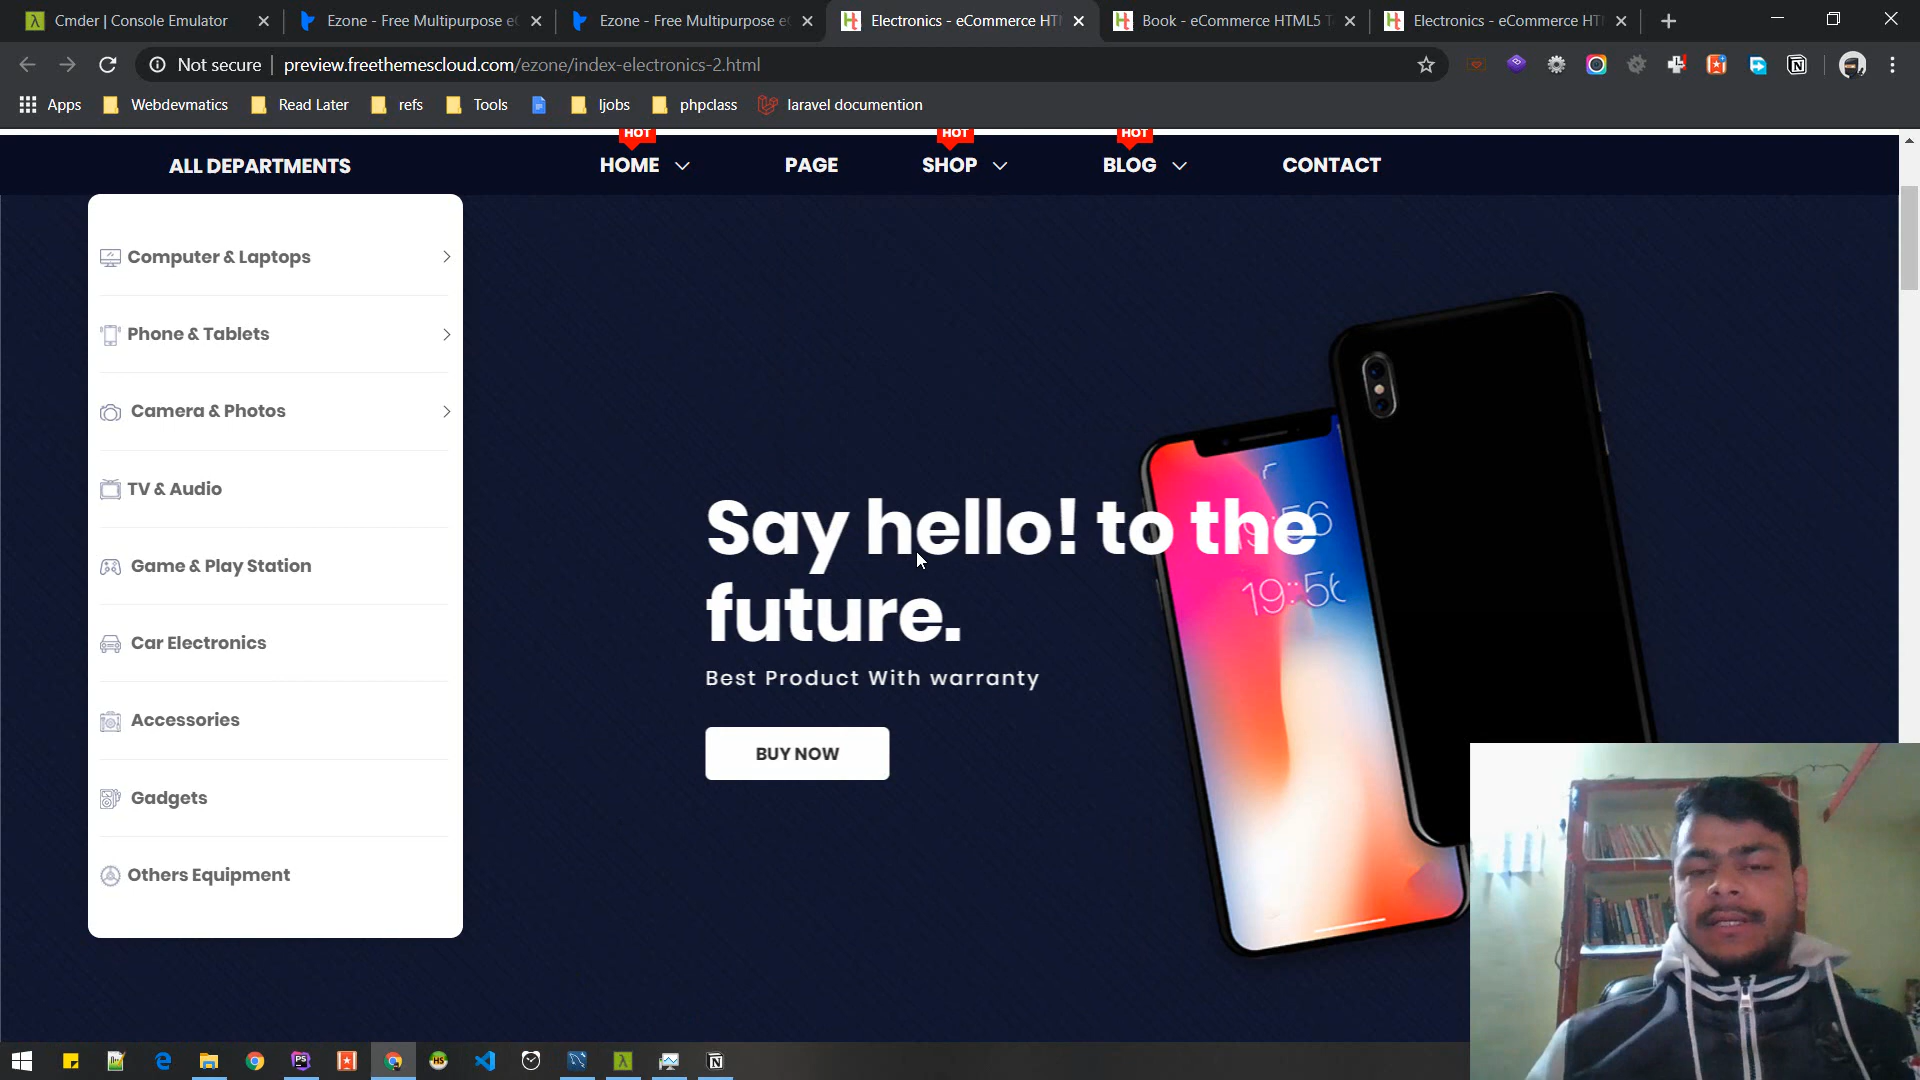 Cmder | Console Emulator
Ezone - Free Multipurpose e
Ezone - Free Multipurpose e
Electronics - eCommerce HT
Book - eCommerce HTML5 T
Electronics - eCommerce HT
Not secure
preview.freethemescloud.com/ezone/index-electronics-2.html
Apps
Webdevmatics
Read Later
refs
Tools
ljobs
phpclass
laravel documention
HOT
HOT
HOT
ALL DEPARTMENTS
HOME
PAGE
SHOP
BLOG
CONTACT
Computer & Laptops
Phone & Tablets
Camera & Photos
TV & Audio
Game & Play Station
Car Electronics
Accessories
Gadgets
Others Equipment
Say hello! to the
future.
Best Product With warranty
BUY NOW